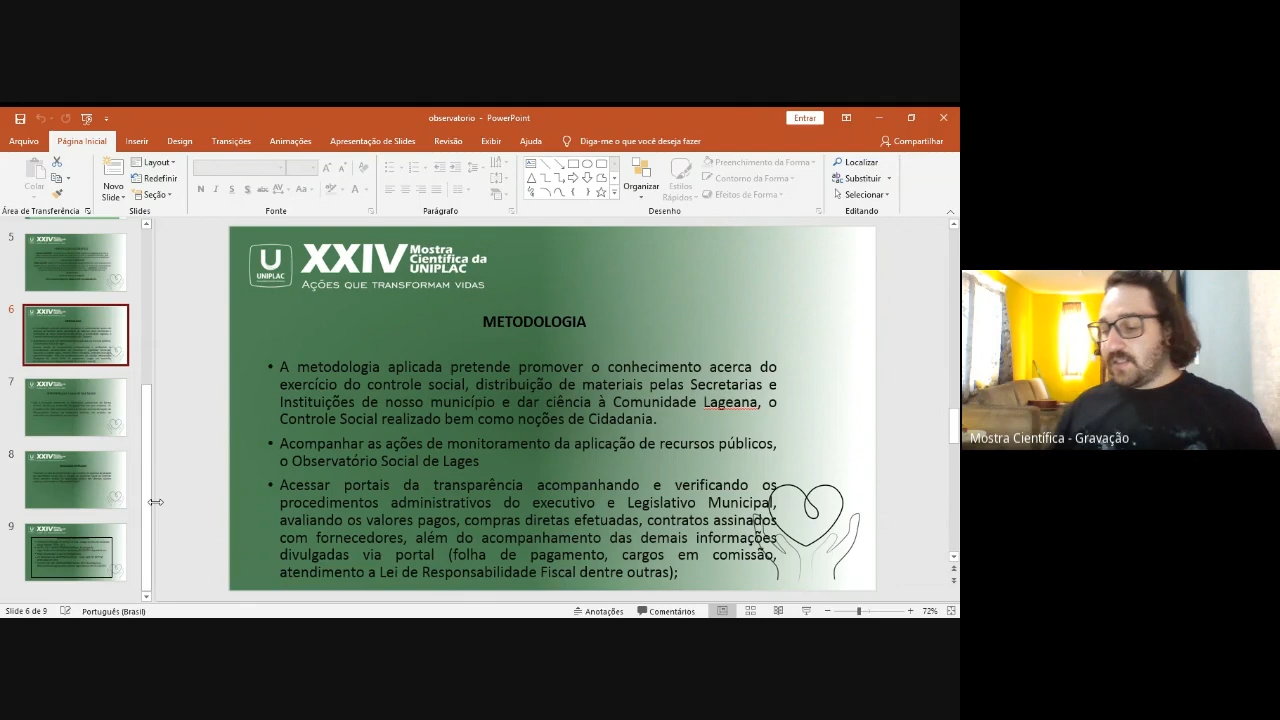 observatorio - PowerPoint
Entrar
Arquivo
Página Inicial
Inserir
Design
Transições
Animações
Apresentação de Slides
Revisão
Exibir
Ajuda
Diga-me o que você deseja fazer
Compartilhar
Colar
Novo
Slide
Layout
Redefinir
Seção
N I S abc AV Aa A
Organizar
Estilos
Rápidos
Preenchimento da Forma
Contorno da Forma
Efeitos de Forma
Localizar
Substituir
Selecionar
Área de Transferência
Slides
Fonte
Parágrafo
Desenho
Editando
5
6
7
8
9
U
UNIPLAC
XXIV Mostra
Científica da
UNIPLAC
AÇÕES QUE TRANSFORMAM VIDAS
METODOLOGIA
• A metodologia aplicada pretende promover o conhecimento acerca do
exercício do controle social, distribuição de materiais pelas Secretarias e
Instituições de nosso município e dar ciência à Comunidade Lageana, o
Controle Social realizado bem como noções de Cidadania.
• Acompanhar as ações de monitoramento da aplicação de recursos públicos,
o Observatório Social de Lages
• Acessar portais da transparência acompanhando e verificando os
procedimentos administrativos do executivo e Legislativo Municipal,
avaliando os valores pagos, compras diretas efetuadas, contratos assinados
com fornecedores, além do acompanhamento das demais informações
divulgadas via portal (folha de pagamento, cargos em comissão,
atendimento a Lei de Responsabilidade Fiscal dentre outras);
Mostra Científica - Gravação
Slide 6 de 9
Português (Brasil)
Anotações
Comentários
72%